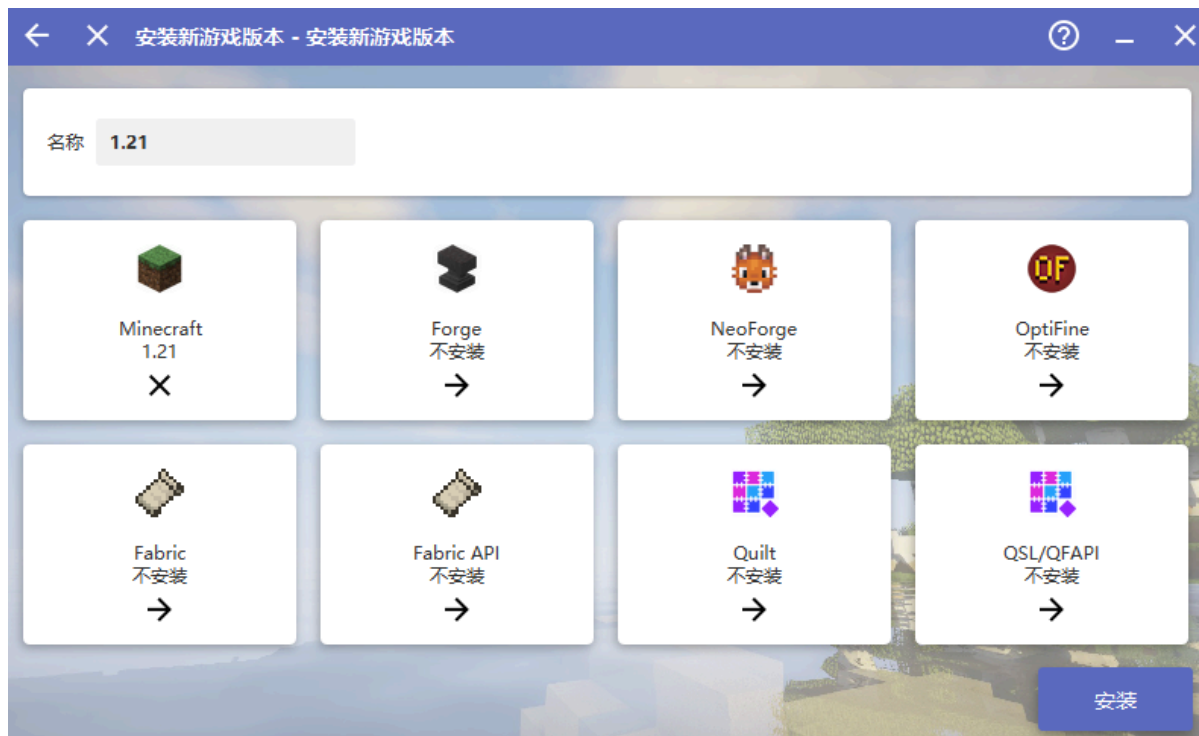 安装新游戏版本 - 安装新游戏版本
名称 1.21
Minecraft
1.21
Forge
不安装
NeoForge
不安装
OF
OptiFine
不安装
Fabric
不安装
Fabric API
不安装
Quilt
不安装
QSL/QFAPI
不安装
安装